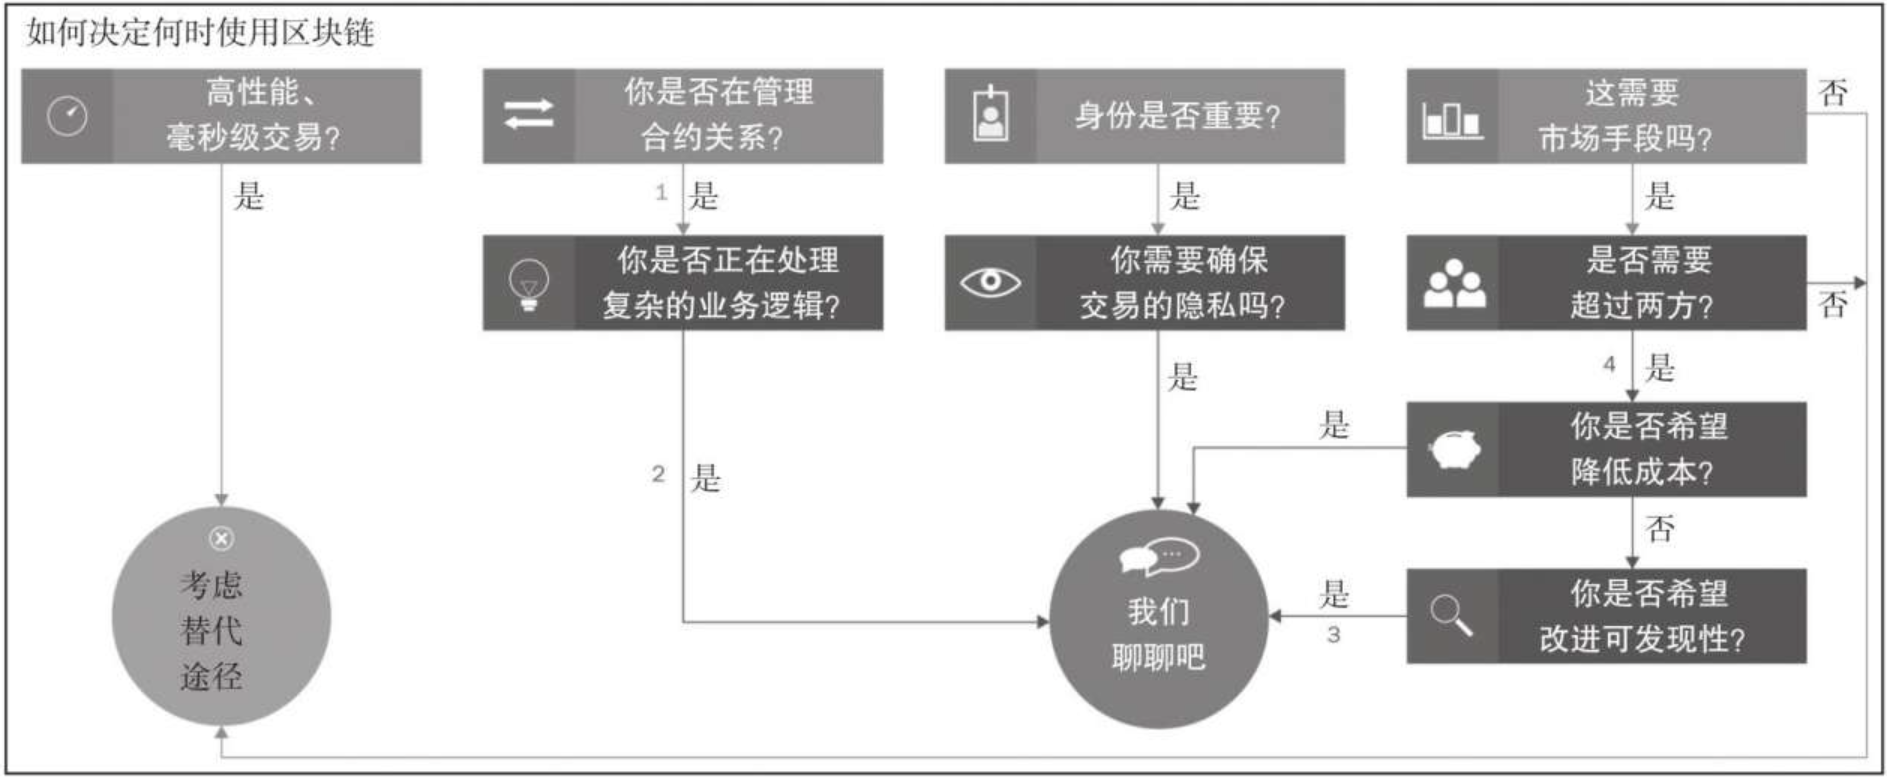 如何决定何时使用区块链
高性能、
毫秒级交易?
是
你是否在管理
合约关系?
1
是
你是否正在处理
复杂的业务逻辑?
2
是
身份是否重要?
是
你需要确保
交易的隐私吗?
是
这需要
市场手段吗?
否
是
是否需要
超过两方?
否
4
是
你是否希望
降低成本?
是
否
你是否希望
改进可发现性?
是
3
考虑
替代
途径
我们
聊聊吧